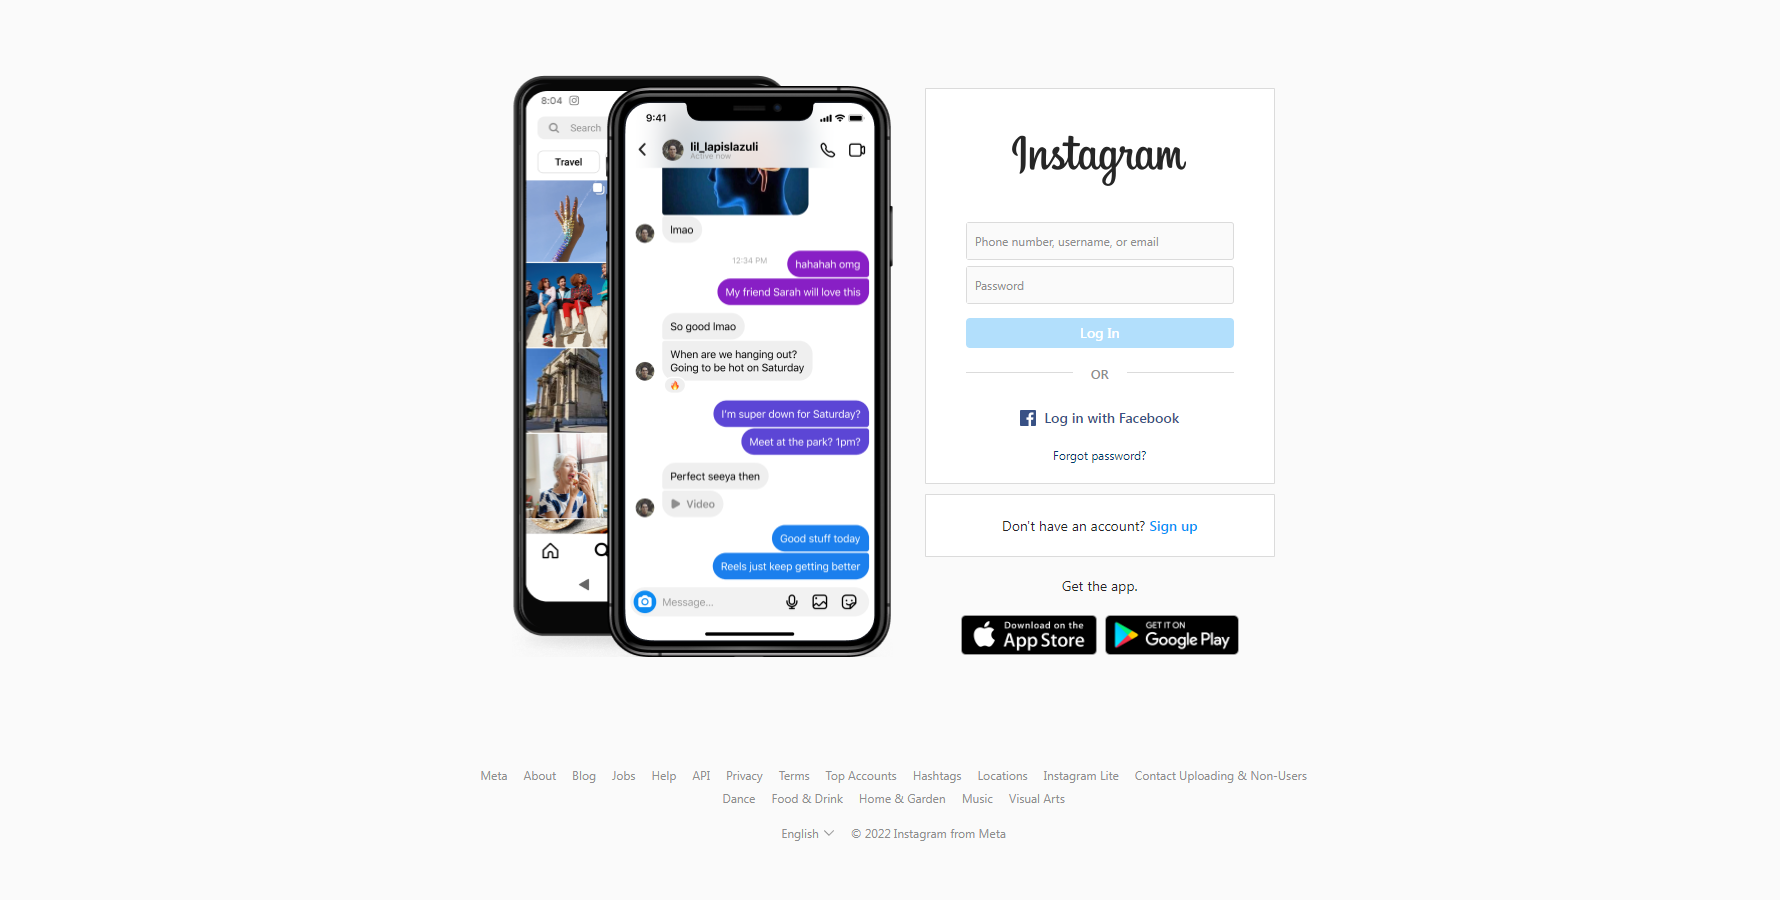 8:04
Search
Travel
9:41
lil_lapislazuli
Active now
lmao
12:34 PM
hahahah omg
My friend Sarah will love this
So good lmao
When are we hanging out?
Going to be hot on Saturday
I'm super down for Saturday?
Meet at the park? 1pm?
Perfect seeya then
Video
Good stuff today
Reels just keep getting better
Message...
Instagram
Phone number, username, or email
Password
Log In
OR
Log in with Facebook
Forgot password?
Don't have an account? Sign up
Get the app.
Download on the
App Store
GET IT ON
Google Play
Meta About Blog Jobs Help API Privacy Terms Top Accounts Hashtags Locations Instagram Lite Contact Uploading & Non-Users
Dance Food & Drink Home & Garden Music Visual Arts
English © 2022 Instagram from Meta